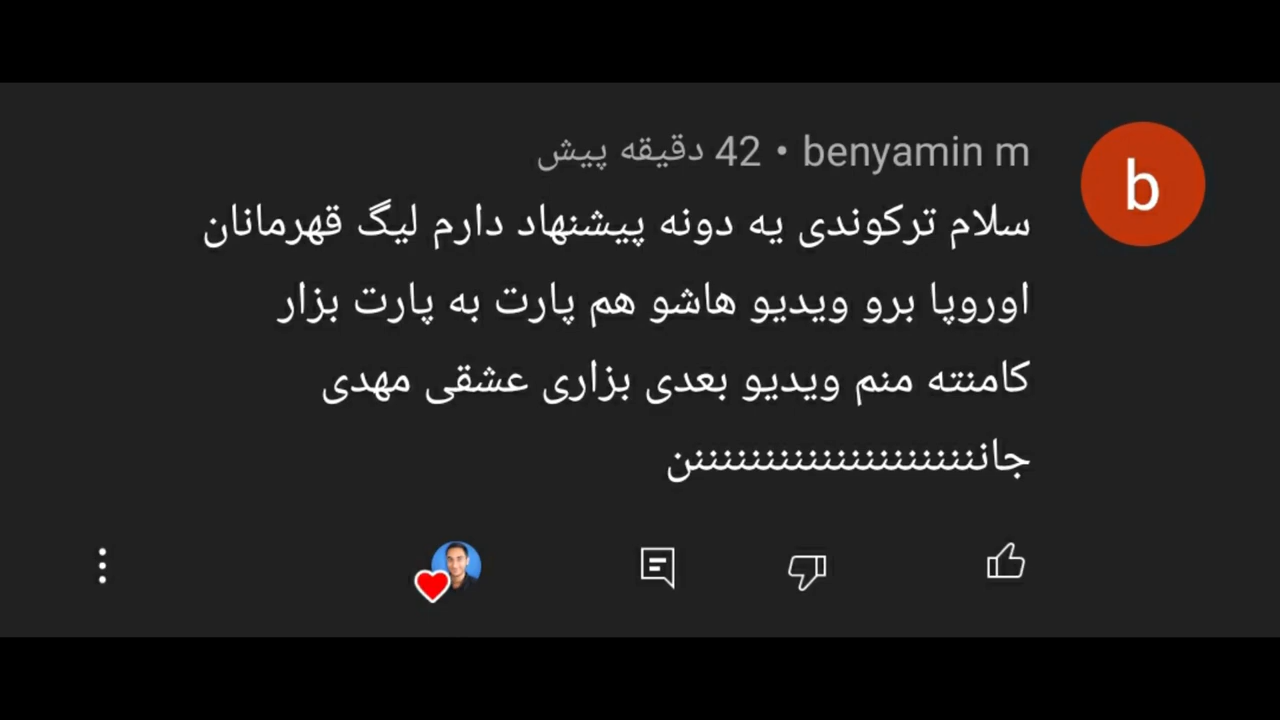 benyamin m • 42 دقیقه پیش
b
سلام ترکوندی یه دونه پیشنهاد دارم لیگ قهرمانان
اوروپا برو ویدیو هاشو هم پارت به پارت بزار
کامنته منم ویدیو بعدی بزاری عشقی مهدی
جاننننننننننننننننننننننن